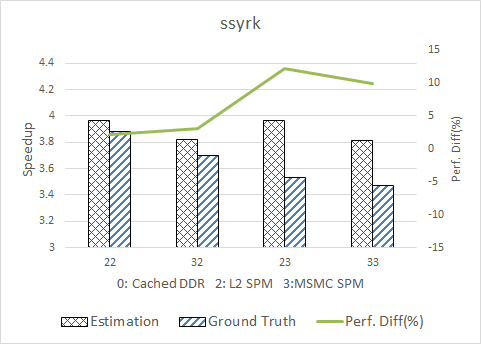 ssyrk
4.4
4.2
4
3.8
3.6
3.4
3.2
3
Speedup
15
10
5
0
-5
-10
-15
Perf. Diff(%)
22 32 23 33
0: Cached DDR 2: L2 SPM 3:MSMC SPM
Estimation Ground Truth Perf. Diff(%)